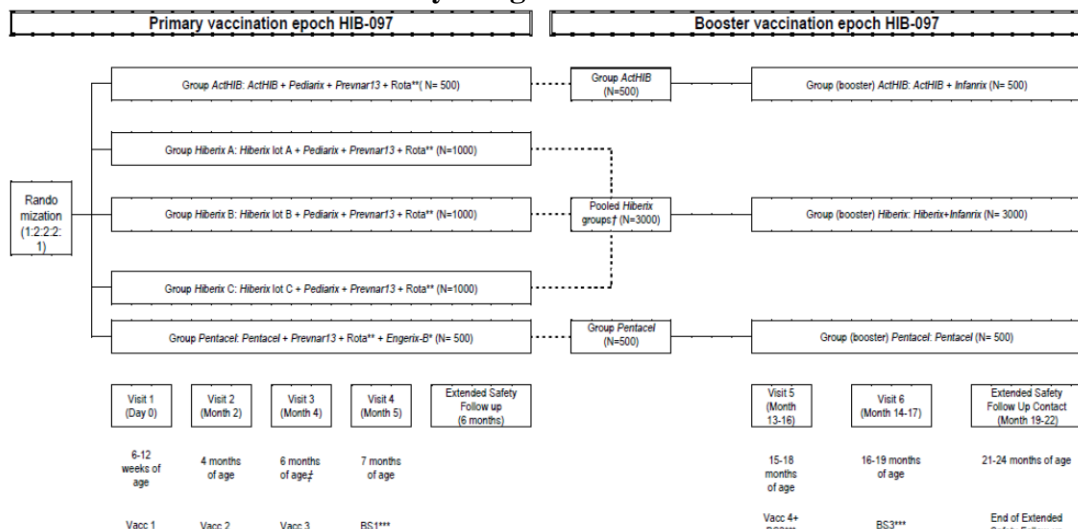 Primary vaccination epoch HIB-097
Booster vaccination epoch HIB-097
Group ActHIB: ActHIB + Pediarix + Prevnar13 + Rota**( N= 500)
Group ActHIB
(N=500)
Group (booster) ActHIB: ActHIB + Infanrix (N= 500)
Group Hiberix A: Hiberix lot A + Pediarix + Prevnar13 + Rota** (N=1000)
Rando
mization
(1:2:2:2:
1)
Group Hiberix B: Hiberix lot B + Pediarix + Prevnar13 + Rota** (N=1000)
Pooled Hiberix
groups† (N=3000)
Group (booster) Hiberix: Hiberix+Infanrix (N= 3000)
Group Hiberix C: Hiberix lot C + Pediarix + Prevnar13 + Rota** (N=1000)
Group Pentacel: Pentacel + Prevnar13 + Rota** + Engerix-B* (N= 500)
Group Pentacel
(N=500)
Group (booster) Pentacel: Pentacel (N= 500)
Visit 1
(Day 0)
Visit 2
(Month 2)
Visit 3
(Month 4)
Visit 4
(Month 5)
Extended Safety
Follow up
(6 months)
Visit 5
(Month
13-16)
Visit 6
(Month 14-17)
Extended Safety
Follow Up Contact
(Month 19-22)
6-12
weeks of
age
4 months
of age
6 months
of age‡
7 months
of age
15-18
months
of age
16-19 months
of age
21-24 months of age
Vacc 1
Vacc 2
Vacc 3
BS1***
Vacc 4+
BS3***
End of Extended